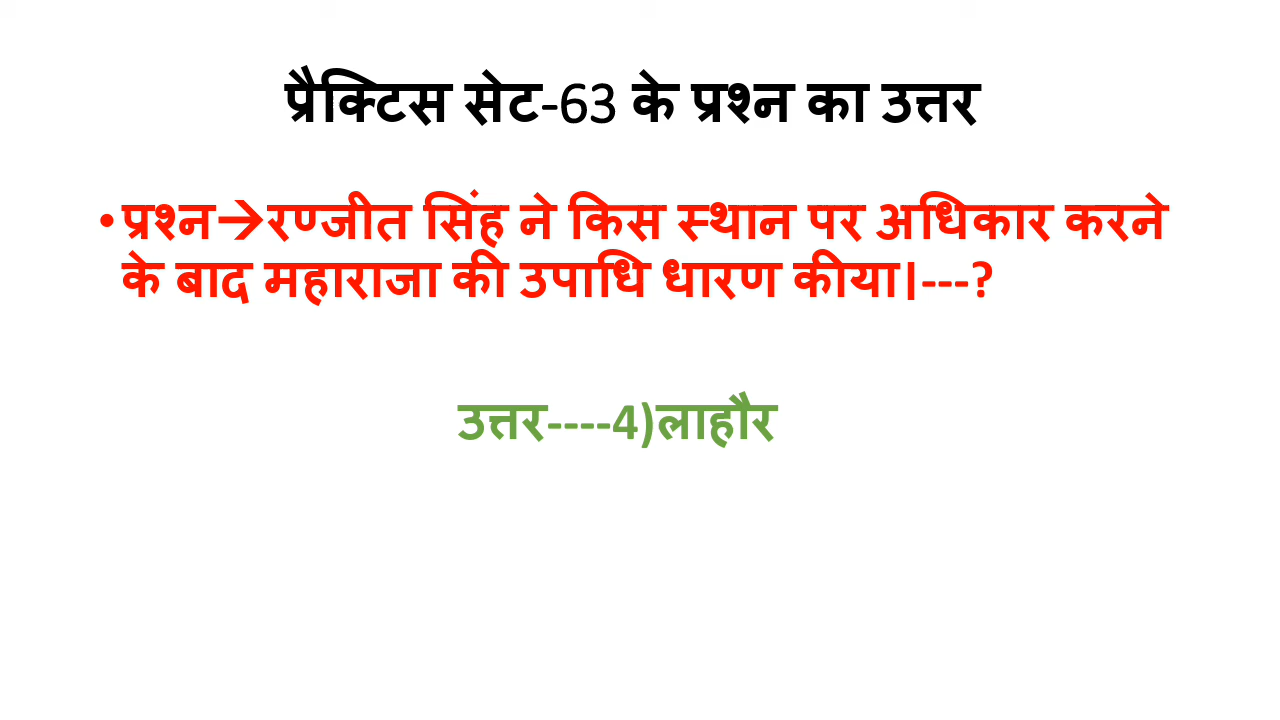 प्रैक्टिस सेट-63 के प्रश्न का उत्तर
•प्रश्न→रण्जीत सिंह ने किस स्थान पर अधिकार करने
के बाद महाराजा की उपाधि धारण कीया।---?
उत्तर----4)लाहौर